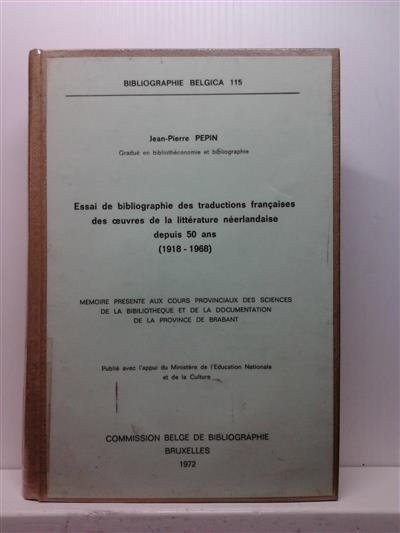 BIBLIOGRAPHIE BELGICA 115
Jean-Pierre PEPIN
Gradué en bibliothéconomie et bibliographie
Essai de bibliographie des traductions françaises
des œuvres de la littérature néerlandaise
depuis 50 ans
(1918 - 1968)
MEMOIRE PRESENTE AUX COURS PROVINCIAUX DES SCIENCES
DE LA BIBLIOTHEQUE ET DE LA DOCUMENTATION
DE LA PROVINCE DE BRABANT
Publié avec l'appui du Ministère de l'Education Nationale
et de la Culture
COMMISSION BELGE DE BIBLIOGRAPHIE
BRUXELLES
1972